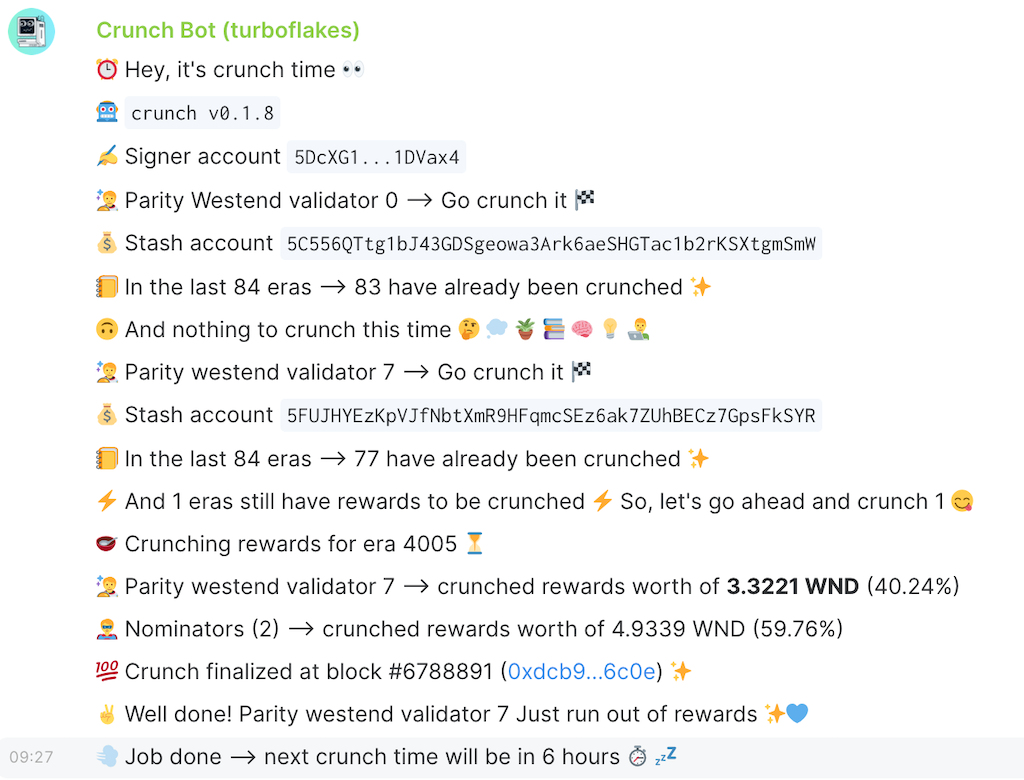 Crunch Bot (turboflakes)
⏰ Hey, it's crunch time 👀
🤖 crunch v0.1.8
✍️ Signer account 5DcXG1...1DVax4
🧑‍🎤 Parity Westend validator 0 ⟶ Go crunch it 🏁
💰 Stash account 5C556QTtg1bJ43GDSgeowa3Ark6aeSHGTac1b2rKSXtgmSmW
📒 In the last 84 eras ⟶ 83 have already been crunched ✨
🙃 And nothing to crunch this time 🤔💭🪴📚🧠💡👨‍💻
🧑‍🎤 Parity westend validator 7 ⟶ Go crunch it 🏁
💰 Stash account 5FUJHYEzKpVJfNbtXmR9HFqmcSEz6ak7ZUhBECz7GpsFkSYR
📒 In the last 84 eras ⟶ 77 have already been crunched ✨
⚡ And 1 eras still have rewards to be crunched ⚡ So, let's go ahead and crunch 1 😋
🥣 Crunching rewards for era 4005 ⏳
🧑‍🎤 Parity westend validator 7 ⟶ crunched rewards worth of 3.3221 WND (40.24%)
🦸 Nominators (2) ⟶ crunched rewards worth of 4.9339 WND (59.76%)
💯 Crunch finalized at block #6788891 (0xdcb9...6c0e) ✨
✌️ Well done! Parity westend validator 7 Just run out of rewards ✨💙
09:27 💨 Job done ⟶ next crunch time will be in 6 hours ⏱️ 💤